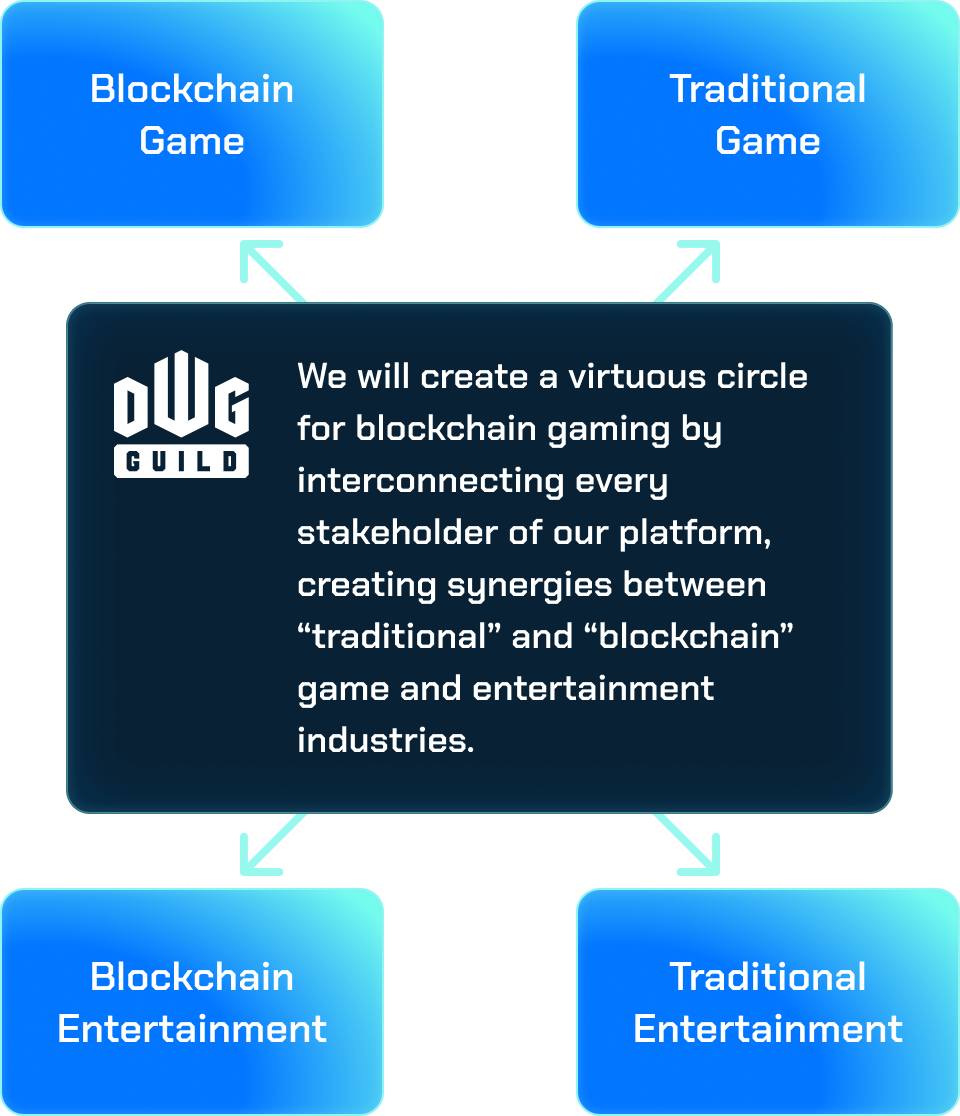 Blockchain
Game
Traditional
Game
DWG
GUILD
We will create a virtuous circle
for blockchain gaming by
interconnecting every
stakeholder of our platform,
creating synergies between
“traditional” and “blockchain”
game and entertainment
industries.
Blockchain
Entertainment
Traditional
Entertainment